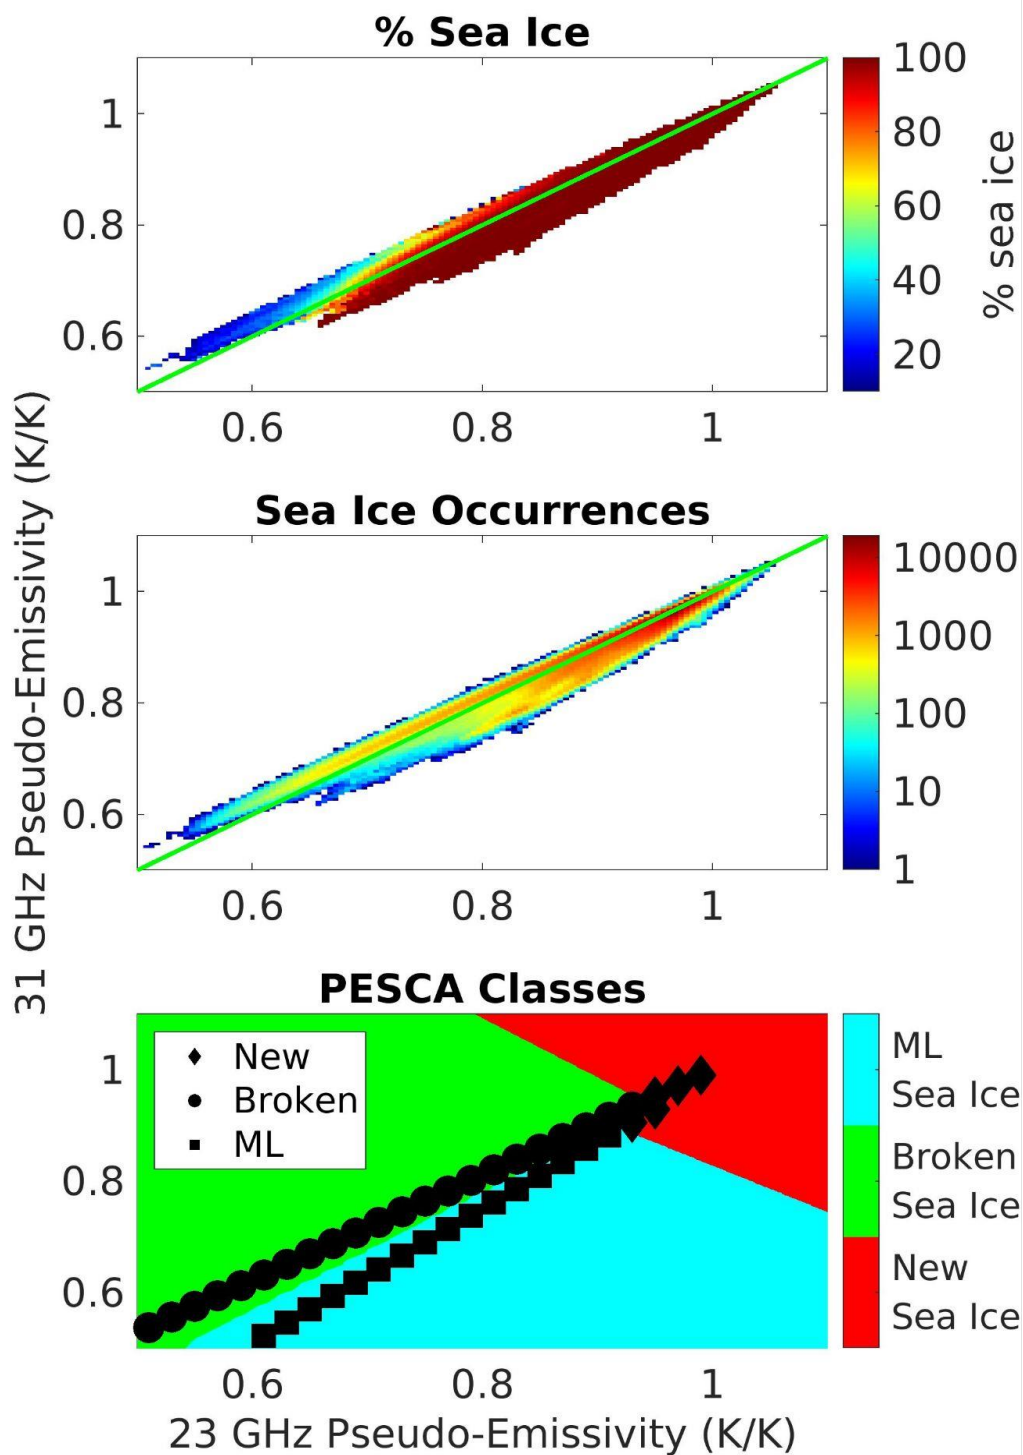 % Sea Ice
1
0.8
0.6
0.6
0.8
1
100
80
60
40
20
% sea ice
31 GHz Pseudo-Emissivity (K/K)
Sea Ice Occurrences
1
0.8
0.6
0.6
0.8
1
10000
1000
100
10
1
PESCA Classes
New
Broken
ML
1
0.8
0.6
0.6
0.8
1
ML
Sea Ice
Broken
Sea Ice
New
Sea Ice
23 GHz Pseudo-Emissivity (K/K)